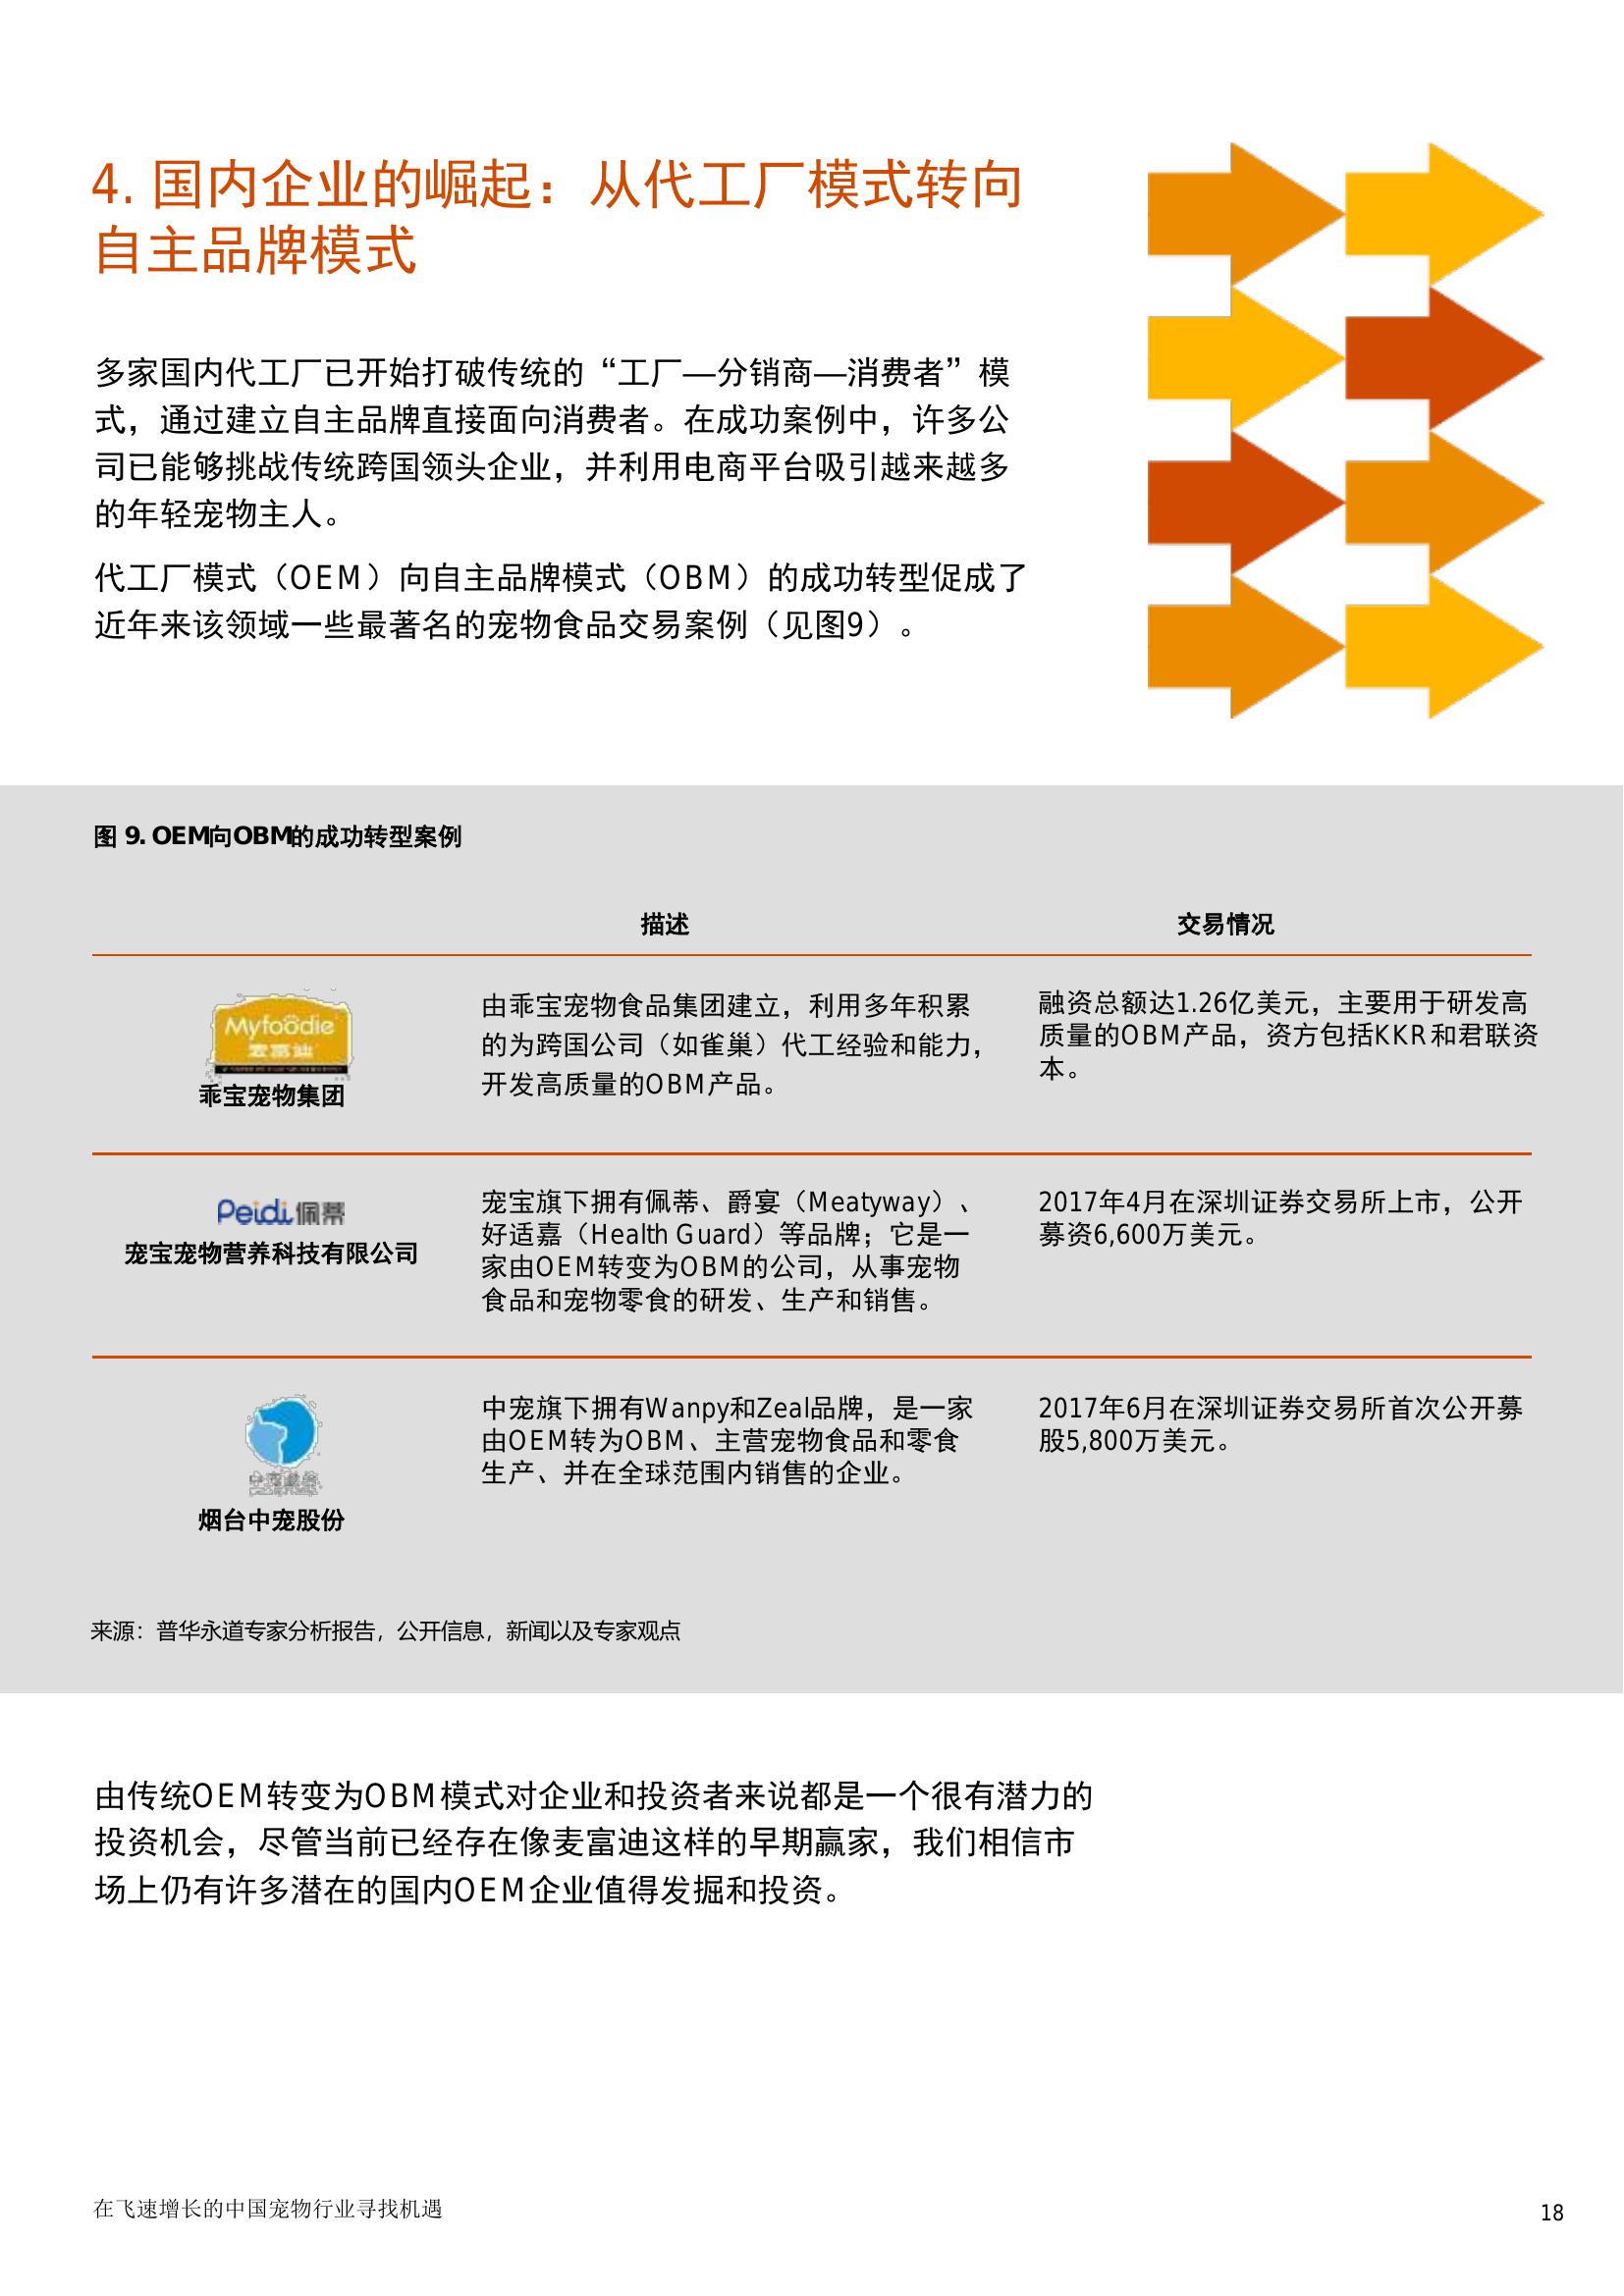 4. 国内企业的崛起：从代工厂模式转向
自主品牌模式
多家国内代工厂已开始打破传统的“工厂—分销商—消费者”模
式，通过建立自主品牌直接面向消费者。在成功案例中，许多公
司已能够挑战传统跨国领头企业，并利用电商平台吸引越来越多
的年轻宠物主人。
代工厂模式（OEM）向自主品牌模式（OBM）的成功转型促成了
近年来该领域一些最著名的宠物食品交易案例（见图9）。
图 9. OEM向OBM的成功转型案例
描述
交易情况
Myfoodie
麦富迪
乖宝宠物集团
由乖宝宠物食品集团建立，利用多年积累
的为跨国公司（如雀巢）代工经验和能力，
开发高质量的OBM产品。
融资总额达1.26亿美元，主要用于研发高
质量的OBM产品，资方包括KKR和君联资
本。
Peidi佩蒂
宠宝宠物营养科技有限公司
宠宝旗下拥有佩蒂、爵宴（Meatyway）、
好适嘉（Health Guard）等品牌；它是一
家由OEM转变为OBM的公司，从事宠物
食品和宠物零食的研发、生产和销售。
2017年4月在深圳证券交易所上市，公开
募资6,600万美元。
烟台中宠股份
中宠旗下拥有Wanpy和Zeal品牌，是一家
由OEM转为OBM、主营宠物食品和零食
生产、并在全球范围内销售的企业。
2017年6月在深圳证券交易所首次公开募
股5,800万美元。
来源：普华永道专家分析报告，公开信息，新闻以及专家观点
由传统OEM转变为OBM模式对企业和投资者来说都是一个很有潜力的
投资机会，尽管当前已经存在像麦富迪这样的早期赢家，我们相信市
场上仍有许多潜在的国内OEM企业值得发掘和投资。
在飞速增长的中国宠物行业寻找机遇
18